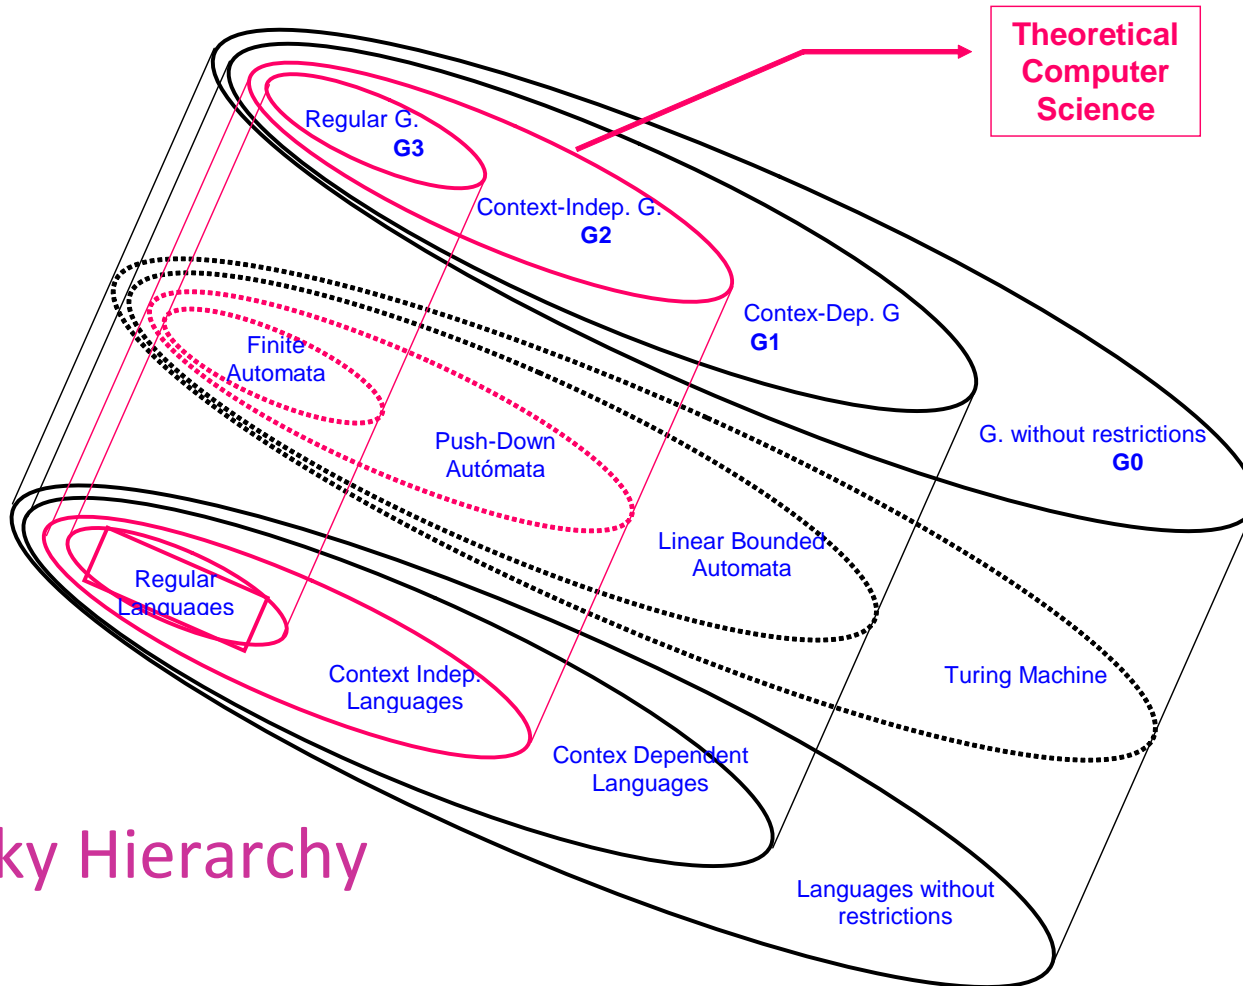 Theoretical
Computer
Science
Regular G.
G3
Context-Indep. G.
G2
Contex-Dep. G
G1
G. without restrictions
G0
Finite
Automata
Push-Down
Autómata
Linear Bounded
Automata
Turing Machine
Regular
Languages
Context Indep.
Languages
Contex Dependent
Languages
Languages without
restrictions
ky Hierarchy